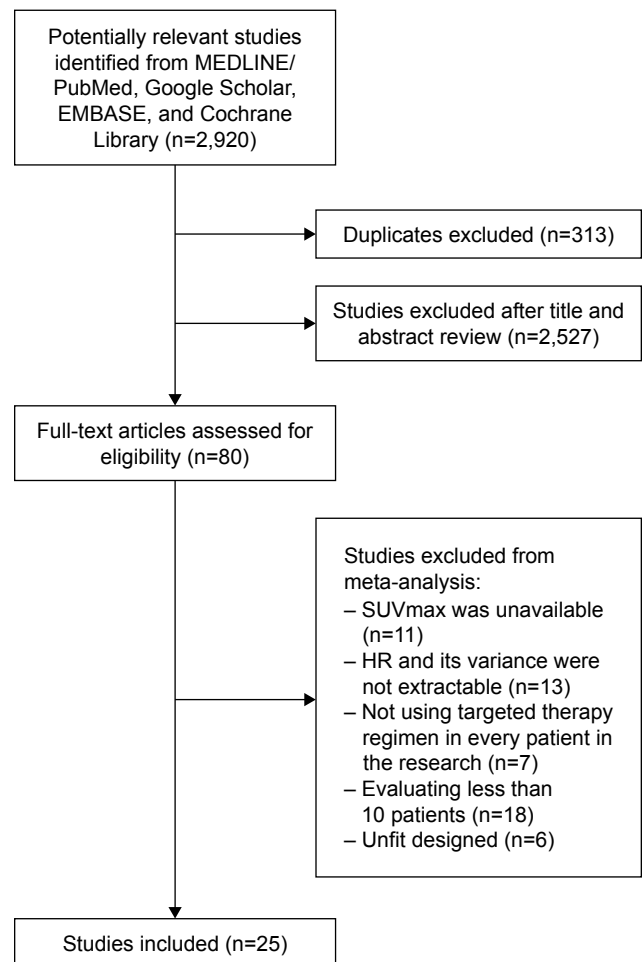 Potentially relevant studies
identified from MEDLINE/
PubMed, Google Scholar,
EMBASE, and Cochrane
Library (n=2,920)
Duplicates excluded (n=313)
Studies excluded after title and
abstract review (n=2,527)
Full-text articles assessed for
eligibility (n=80)
Studies excluded from
meta-analysis:
– SUVmax was unavailable
(n=11)
– HR and its variance were
not extractable (n=13)
– Not using targeted therapy
regimen in every patient in
the research (n=7)
– Evaluating less than
10 patients (n=18)
– Unfit designed (n=6)
Studies included (n=25)